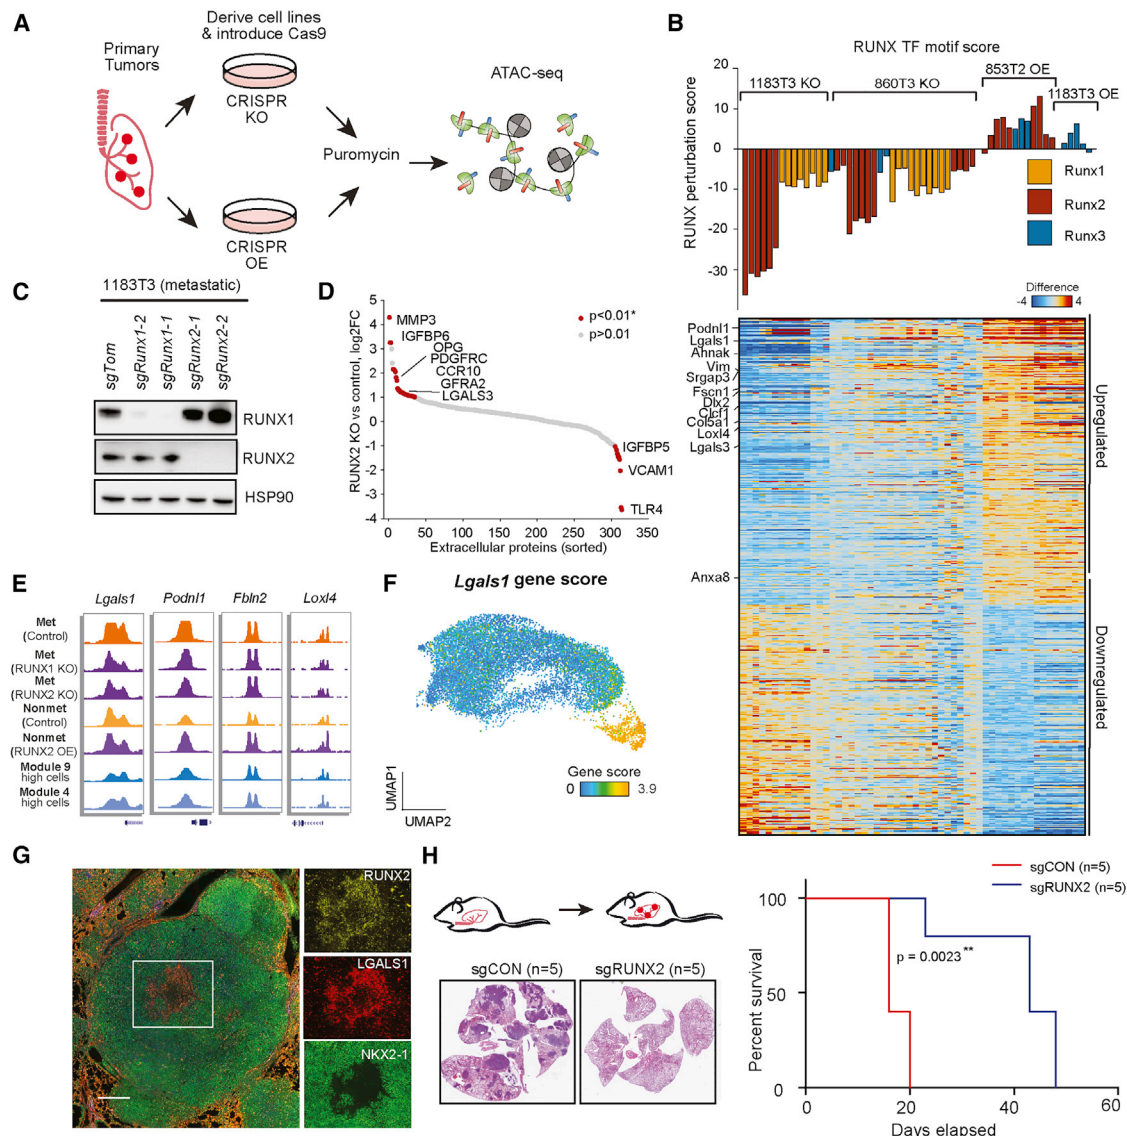 A
Derive cell lines
& introduce Cas9
Primary
Tumors
CRISPR
KO
CRISPR
OE
Puromycin
ATAC-seq
B
RUNX TF motif score
1183T3 KO
860T3 KO
853T2 OE
1183T3 OE
RUNX perturbation score
20
10
0
-10
-20
-30
Runx1
Runx2
Runx3
Difference
-4
4
Podnl1
Lgals1
Ahnak
Vim
Srgap3
Fscn1
Dlx2
Clcf1
Col5a1
Loxl4
Lgals3
Anxa8
Upregulated
Downregulated
C
1183T3 (metastatic)
sgTom
sgRunx1-2
sgRunx1-1
sgRunx2-1
sgRunx2-2
RUNX1
RUNX2
HSP90
D
RUNX2 KO vs control, log2FC
5
4
3
2
1
0
-1
-2
-3
-4
MMP3
IGFBP6
OPG
PDGFRC
CCR10
GFRA2
LGALS3
p<0.01*
p>0.01
IGFBP5
VCAM1
TLR4
0 50 100 150 200 250 300 350
Extracellular proteins (sorted)
E
Lgals1 Podnl1 Fbln2 Loxl4
Met
(Control)
Met
(RUNX1 KO)
Met
(RUNX2 KO)
Nonmet
(Control)
Nonmet
(RUNX2 OE)
Module 9
high cells
Module 4
high cells
F
Lgals1 gene score
UMAP1
UMAP2
Gene score
0
3.9
G
RUNX2
LGALS1
NKX2-1
H
sgCON (n=5)
sgRUNX2 (n=5)
sgCON (n=5)
sgRUNX2 (n=5)
Percent survival
100
50
0
p = 0.0023**
0 20 40 60
Days elapsed